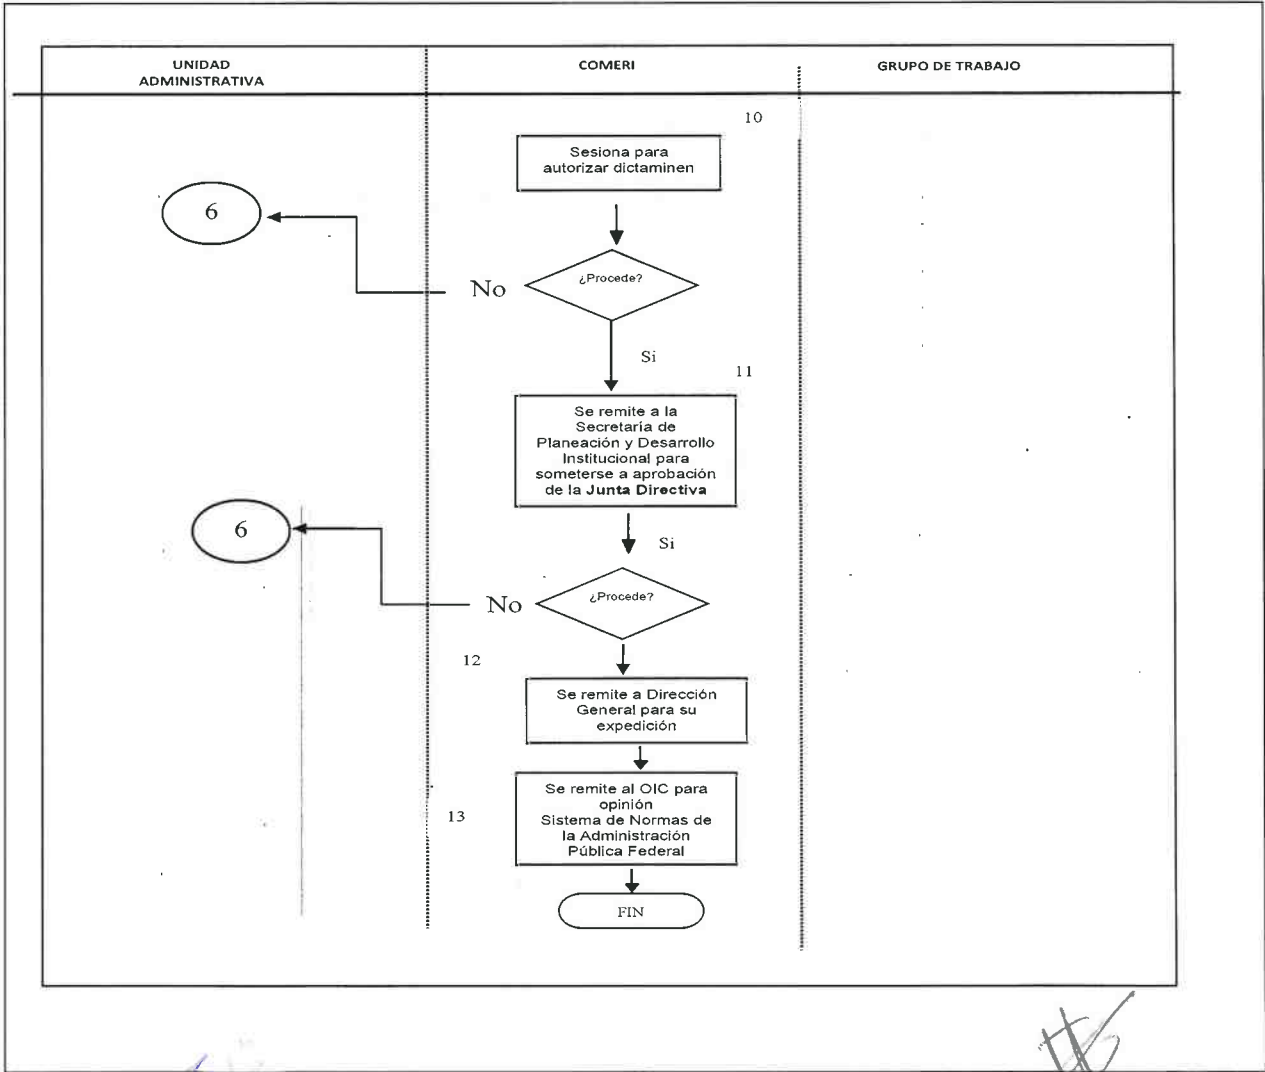 UNIDAD
ADMINISTRATIVA
COMERI
GRUPO DE TRABAJO
10
Sesiona para
autorizar dictaminen
6
¿Procede?
No
Si
11
Se remite a la
Secretaría de
Planeación y Desarrollo
Institucional para
someterse a aprobación
de la Junta Directiva
6
Si
¿Procede?
No
12
Se remite a Dirección
General para su
expedición
13
Se remite al OIC para
opinión
Sistema de Normas de
la Administración
Pública Federal
FIN